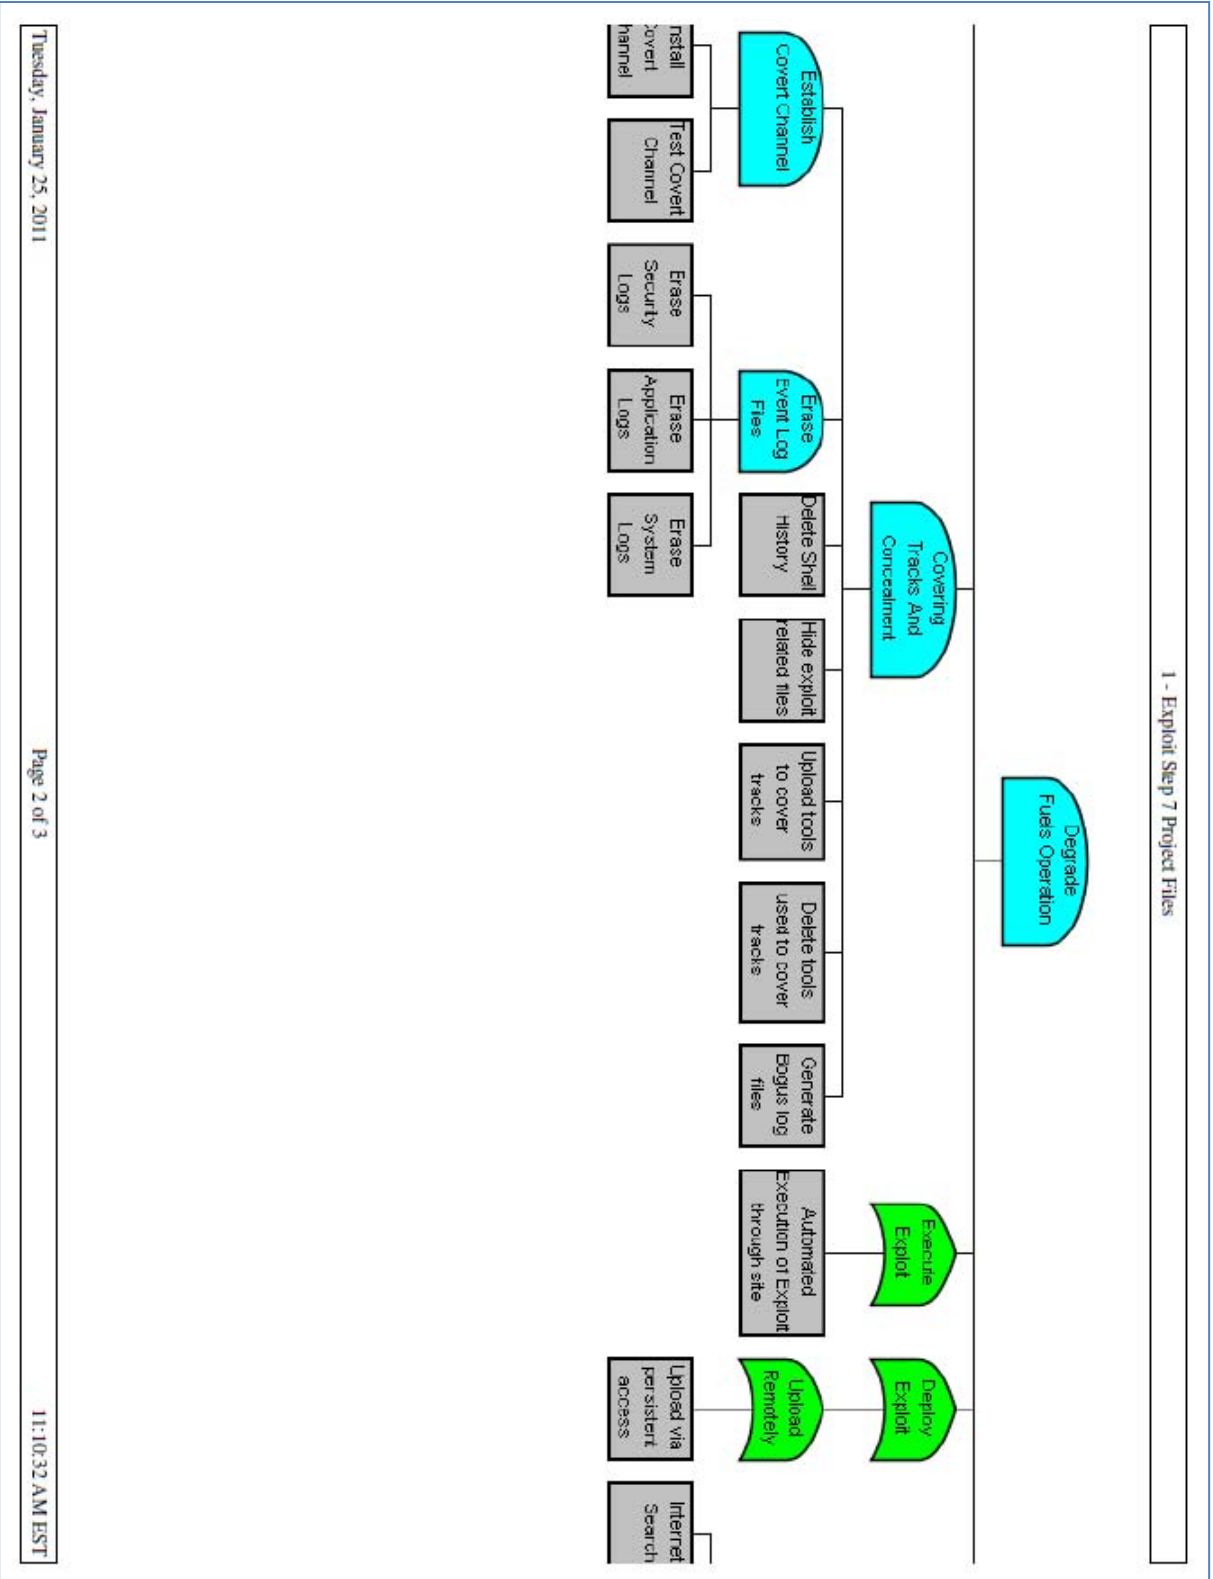 1 - Exploit Step 7 Project Files
Degrade
Fuels Operation
Covering
Tracks And
Concealment
Execute
Explot
Deploy
Exploit
Establish
Covert Channel
Erase
Event Log
Files
Delete Shell
History
Hide exploit
related files
Upload tools
to cover
tracks
Delete tools
used to cover
tracks
Generate
Bogus log
files
Automated
Execution of Exploit
through site
Upload
Remotely
nstall
Covert
hannel
Test Covert
Channel
Erase
Security
Logs
Erase
Application
Logs
Erase
System
Logs
Upload via
persistent
access
Internet
Search
Tuesday, January 25, 2011
Page 2 of 3
11:10:32 AM EST